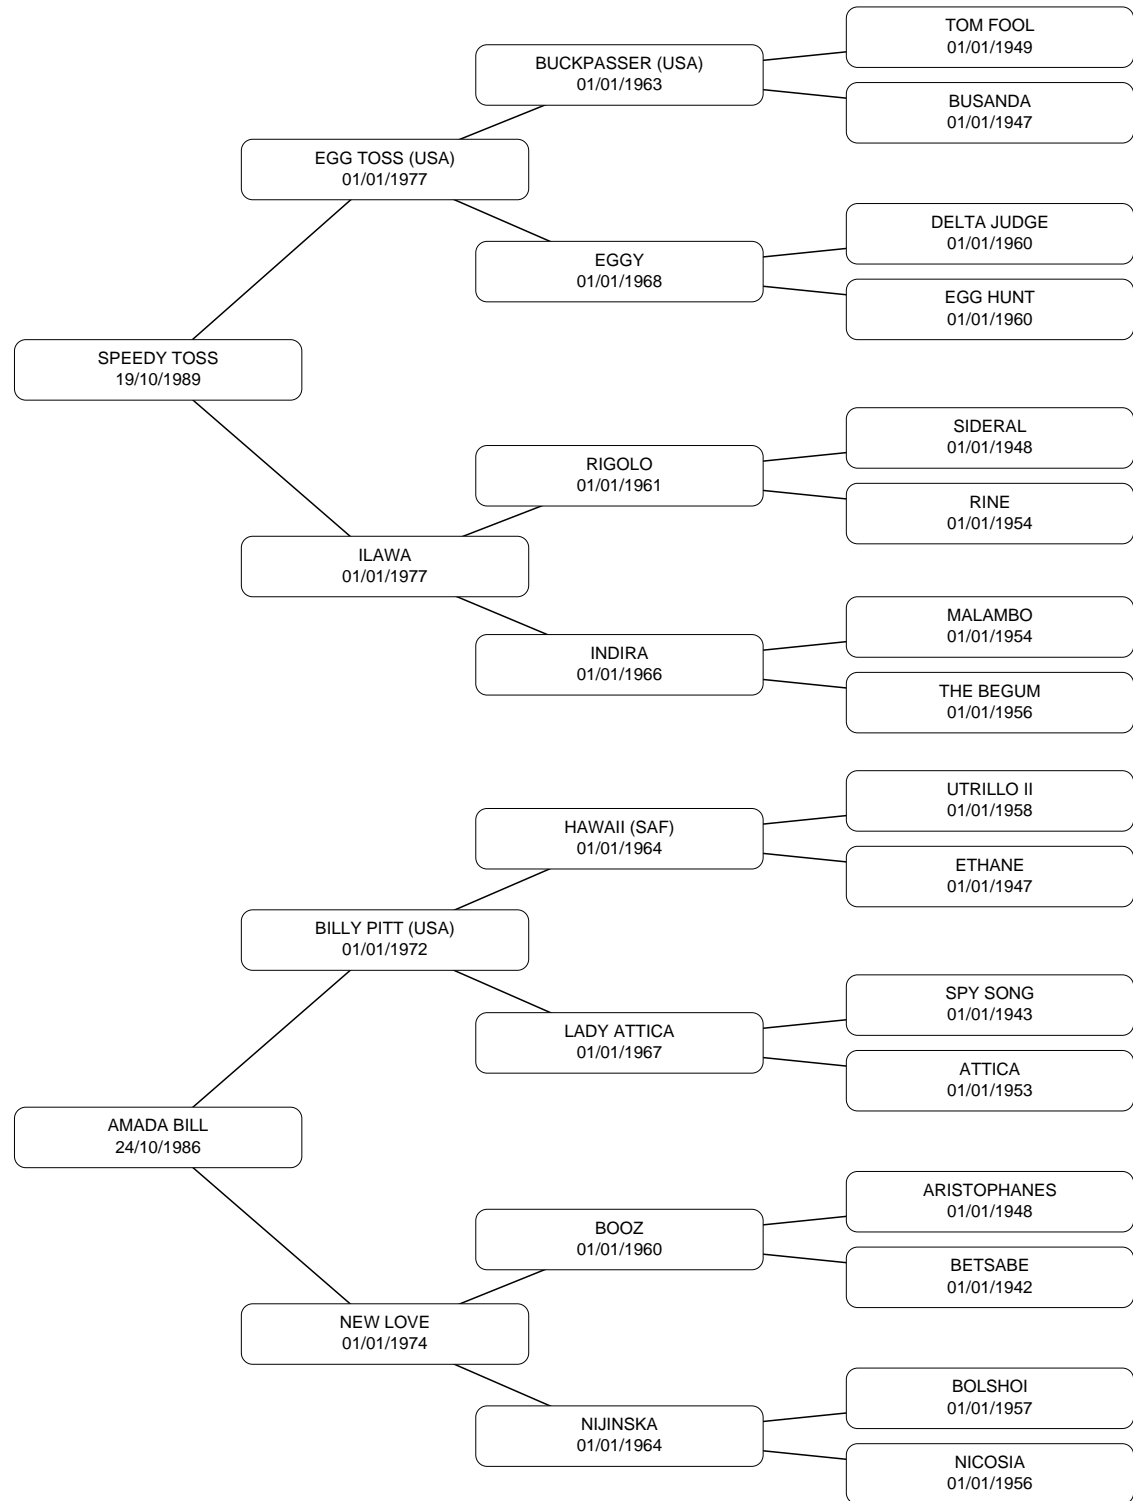 TOM FOOL
01/01/1949
BUCKPASSER (USA)
01/01/1963
BUSANDA
01/01/1947
EGG TOSS (USA)
01/01/1977
DELTA JUDGE
01/01/1960
EGGY
01/01/1968
EGG HUNT
01/01/1960
SPEEDY TOSS
19/10/1989
SIDERAL
01/01/1948
RIGOLO
01/01/1961
RINE
01/01/1954
ILAWA
01/01/1977
MALAMBO
01/01/1954
INDIRA
01/01/1966
THE BEGUM
01/01/1956
UTRILLO II
01/01/1958
HAWAII (SAF)
01/01/1964
ETHANE
01/01/1947
BILLY PITT (USA)
01/01/1972
SPY SONG
01/01/1943
LADY ATTICA
01/01/1967
ATTICA
01/01/1953
AMADA BILL
24/10/1986
ARISTOPHANES
01/01/1948
BOOZ
01/01/1960
BETSABE
01/01/1942
NEW LOVE
01/01/1974
BOLSHOI
01/01/1957
NIJINSKA
01/01/1964
NICOSIA
01/01/1956